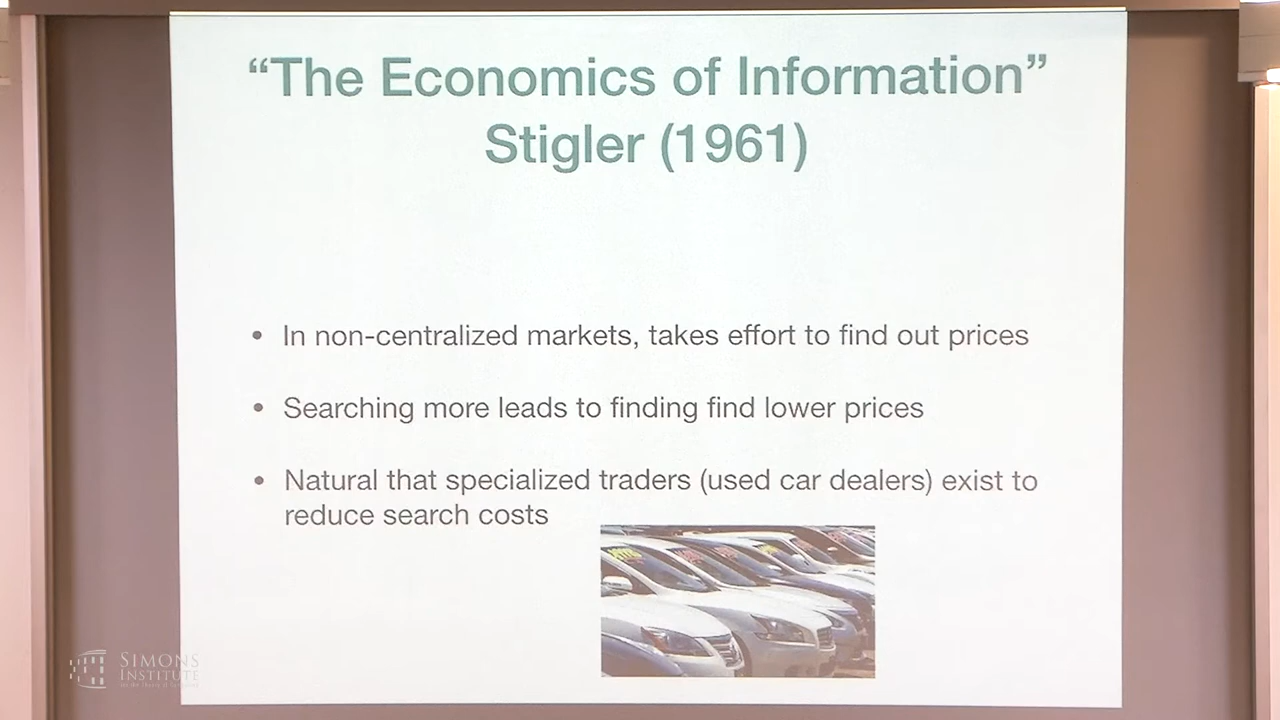 “The Economics of Information”
Stigler (1961)
• In non-centralized markets, takes effort to find out prices
• Searching more leads to finding find lower prices
• Natural that specialized traders (used car dealers) exist to
reduce search costs
SIMONS
INSTITUTE